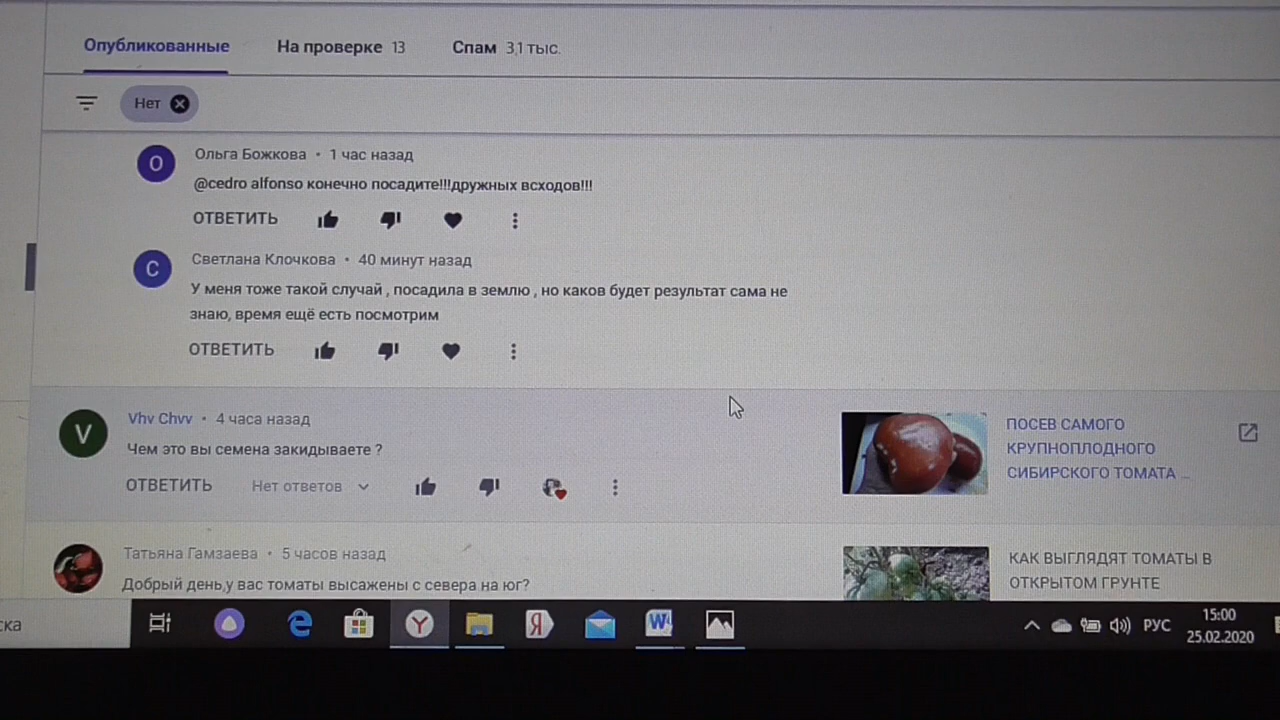 Опубликованные На проверке 13 Спам 3,1 тыс.
Нет
О Ольга Божкова • 1 час назад
@cedro alfonso конечно посадите!!!дружных всходов!!!
ОТВЕТИТЬ
С Светлана Клочкова • 40 минут назад
У меня тоже такой случай , посадила в землю , но каков будет результат сама не
знаю, время ещё есть посмотрим
ОТВЕТИТЬ
V Vhv Chvv • 4 часа назад
Чем это вы семена закидываете ?
ОТВЕТИТЬ Нет ответов
ПОСЕВ САМОГО
КРУПНОПЛОДНОГО
СИБИРСКОГО ТОМАТА ...
Татьяна Гамзаева • 5 часов назад
Добрый день,у вас томаты высажены с севера на юг?
КАК ВЫГЛЯДЯТ ТОМАТЫ В
ОТКРЫТОМ ГРУНТЕ
ска
РУС
15:00
25.02.2020